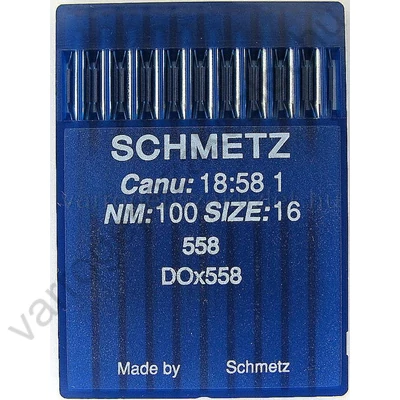 SCHMETZ
Canu: 18:58 1
NM:100 SIZE:16
558
DOx558
Made by Schmetz